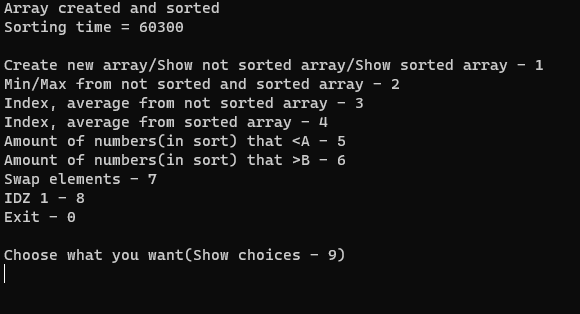 Array created and sorted
Sorting time = 60300
Create new array/Show not sorted array/Show sorted array - 1
Min/Max from not sorted and sorted array - 2
Index, average from not sorted array - 3
Index, average from sorted array - 4
Amount of numbers(in sort) that <A - 5
Amount of numbers(in sort) that >B - 6
Swap elements - 7
IDZ 1 - 8
Exit - 0
Choose what you want(Show choices - 9)